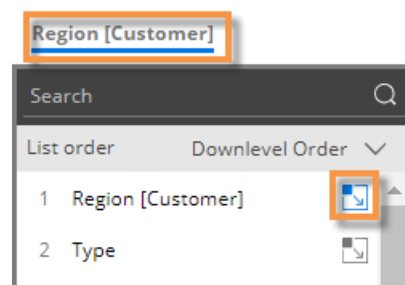 Region [Customer]
Search
List order Downlevel Order
1 Region [Customer]
2 Type